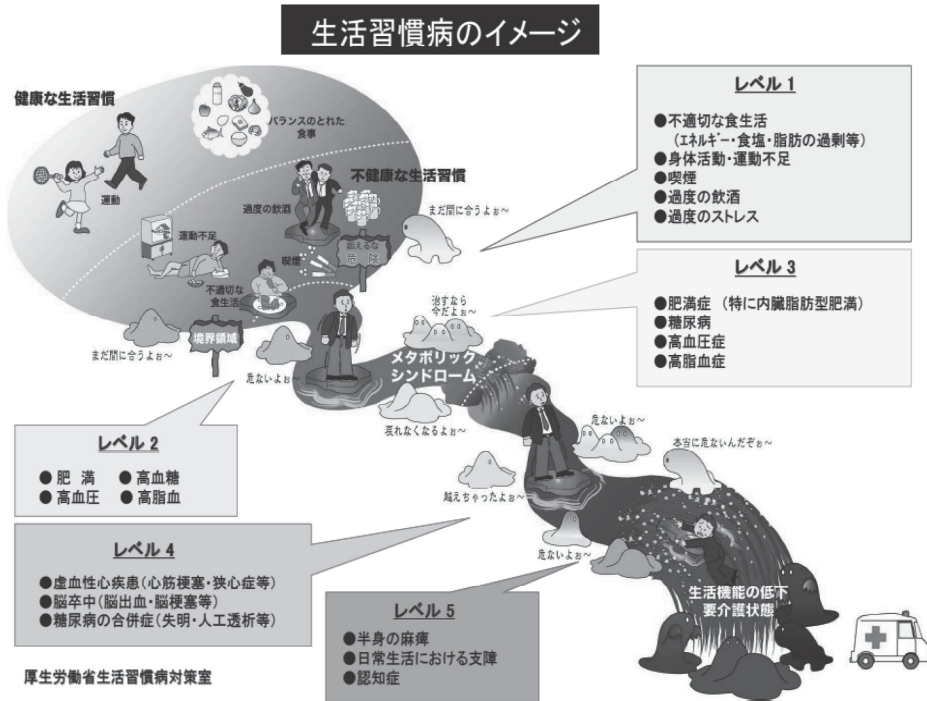 生活習慣病のイメージ
健康な生活習慣
バランスのとれた
食事
運動
不健康な生活習慣
過度の飲酒
運動不足
喫煙
超えるな
危険
不適切な
食生活
まだ間に合うよぉ～
境界領域
まだ間に合うよぉ～
危ないよぉ～
治すなら
今だよぉ～
メタボリック
シンドローム
戻れなくなるよぉ～
危ないよぉ～
本当に危ないんだぞぉ～
越えちゃったよぉ～
危ないよぉ～
生活機能の低下
要介護状態
レベル 1
●不適切な食生活
（エネルギー・食塩・脂肪の過剰等）
●身体活動・運動不足
●喫煙
●過度の飲酒
●過度のストレス
レベル 3
●肥満症 （特に内臓脂肪型肥満）
●糖尿病
●高血圧症
●高脂血症
レベル 2
●肥 満 ●高血糖
●高血圧 ●高脂血
レベル 4
●虚血性心疾患（心筋梗塞・狭心症等）
●脳卒中（脳出血・脳梗塞等）
●糖尿病の合併症（失明・人工透析等）
レベル 5
●半身の麻痺
●日常生活における支障
●認知症
厚生労働省生活習慣病対策室